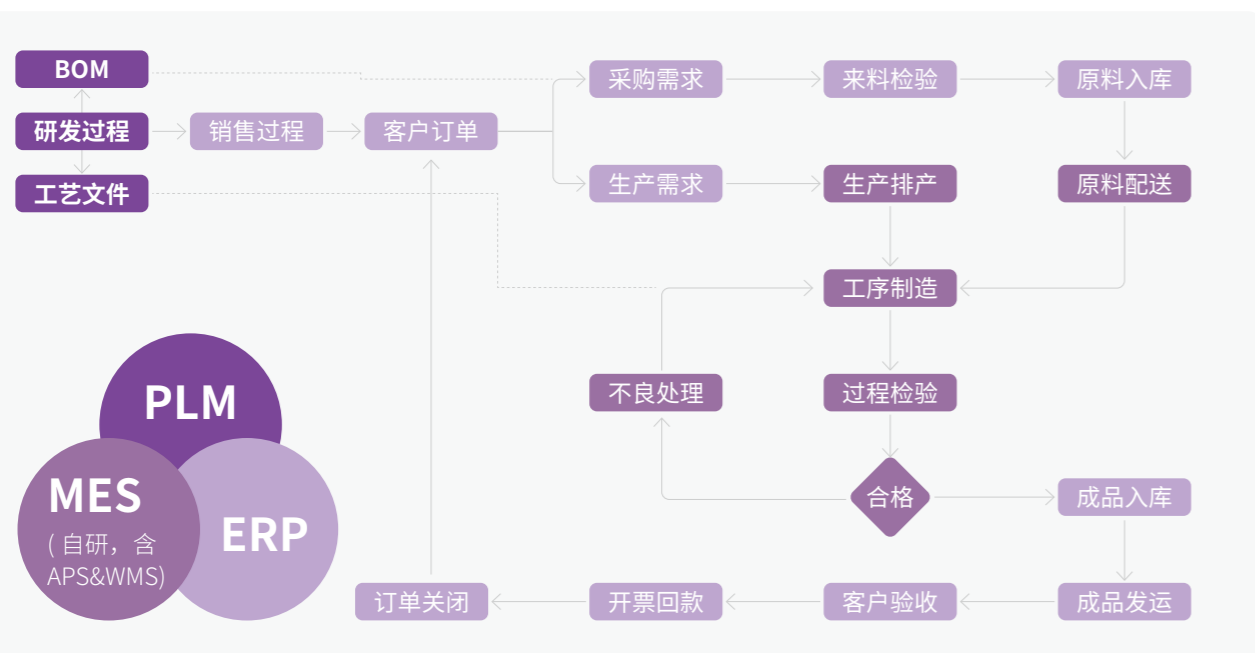 BOM
采购需求
来料检验
原料入库
研发过程
销售过程
客户订单
工艺文件
生产需求
生产排产
原料配送
工序制造
不良处理
过程检验
PLM
MES
(自研，含
APS&WMS)
ERP
合格
成品入库
订单关闭
开票回款
客户验收
成品发运